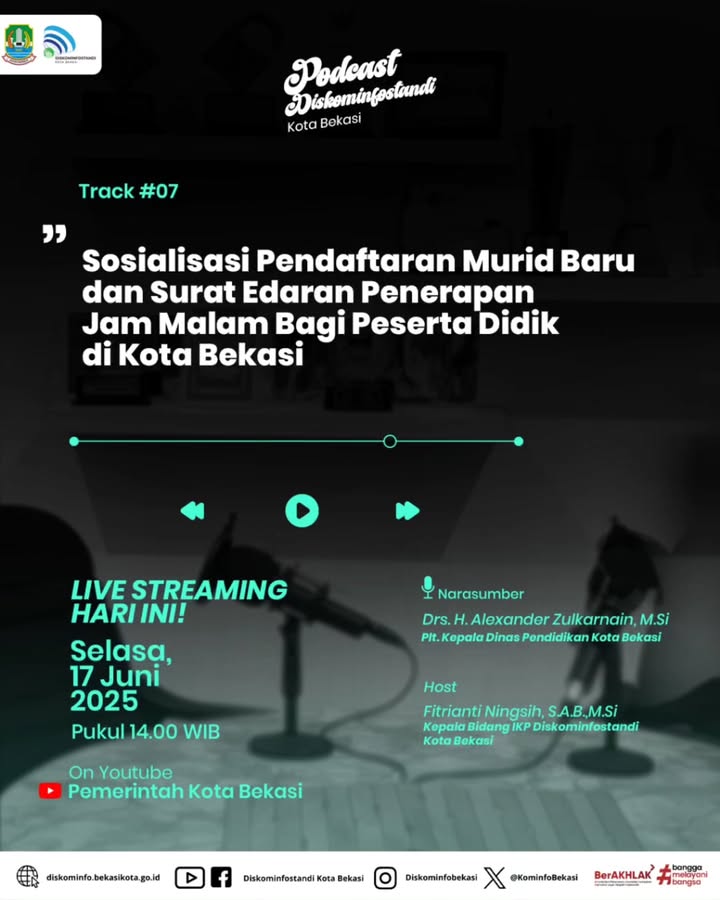 DISKOMINFOSTANDI
KOTA BEKASI
Podcast
Diskominfostandi
Kota Bekasi
Track #07
”
Sosialisasi Pendaftaran Murid Baru
dan Surat Edaran Penerapan
Jam Malam Bagi Peserta Didik
di Kota Bekasi
LIVE STREAMING
HARI INI!
Selasa,
17 Juni
2025
Pukul 14.00 WIB
On Youtube
Pemerintah Kota Bekasi
Narasumber
Drs. H. Alexander Zulkarnain, M.Si
Plt. Kepala Dinas Pendidikan Kota Bekasi
Host
Fitrianti Ningsih, S.A.B.,M.Si
Kepala Bidang IKP Diskominfostandi
Kota Bekasi
diskominfo.bekasikota.go.id
Diskominfostandi Kota Bekasi
Diskominfobekasi
@KominfoBekasi
BerAKHLAK
#bangga
melayani
bangsa